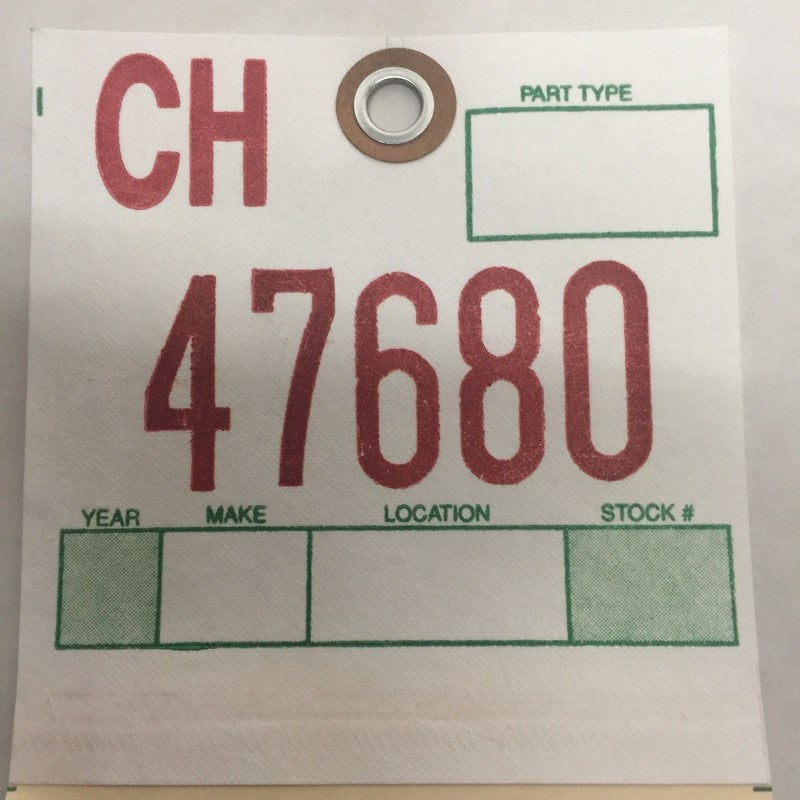 CH
PART TYPE
47680
YEAR MAKE LOCATION STOCK #